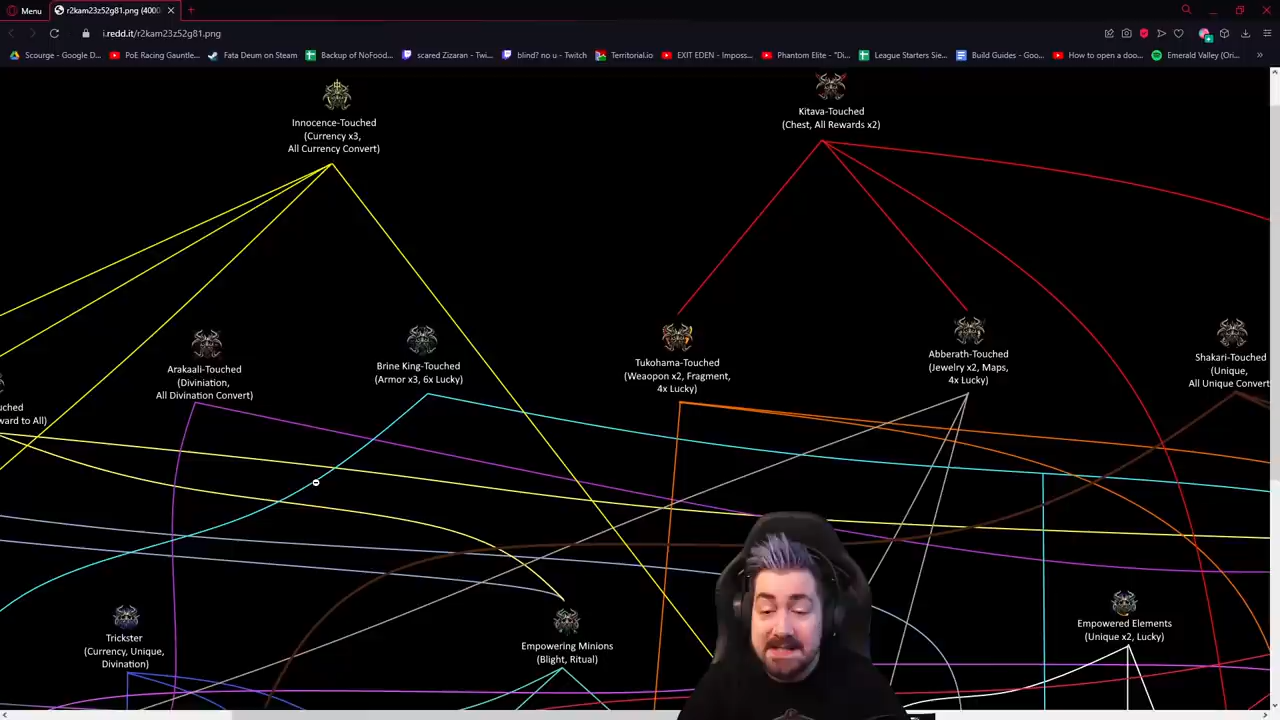 Menu
r2kam23z52g81.png (4000
i.redd.it/r2kam23z52g81.png
Scourge - Google D...
PoE Racing Gauntle...
Fata Deum on Steam
Backup of NoFood...
scared Zizaran - Twi...
blind? no u - Twitch
Territorial.io
EXIT EDEN - Imposs...
Phantom Elite - "Di...
League Starters Sie...
Build Guides - Goo...
How to open a doo...
Emerald Valley (Ori...
Innocence-Touched
(Currency x3,
All Currency Convert)
Kitava-Touched
(Chest, All Rewards x2)
Arakaali-Touched
(Diviniation,
All Divination Convert)
Brine King-Touched
(Armor x3, 6x Lucky)
Tukohama-Touched
(Weaopon x2, Fragment,
4x Lucky)
Abberath-Touched
(Jewelry x2, Maps,
4x Lucky)
Shakari-Touched
(Unique,
All Unique Convert
uched
ward to All)
Trickster
(Currency, Unique,
Divination)
Empowering Minions
(Blight, Ritual)
Empowered Elements
(Unique x2, Lucky)